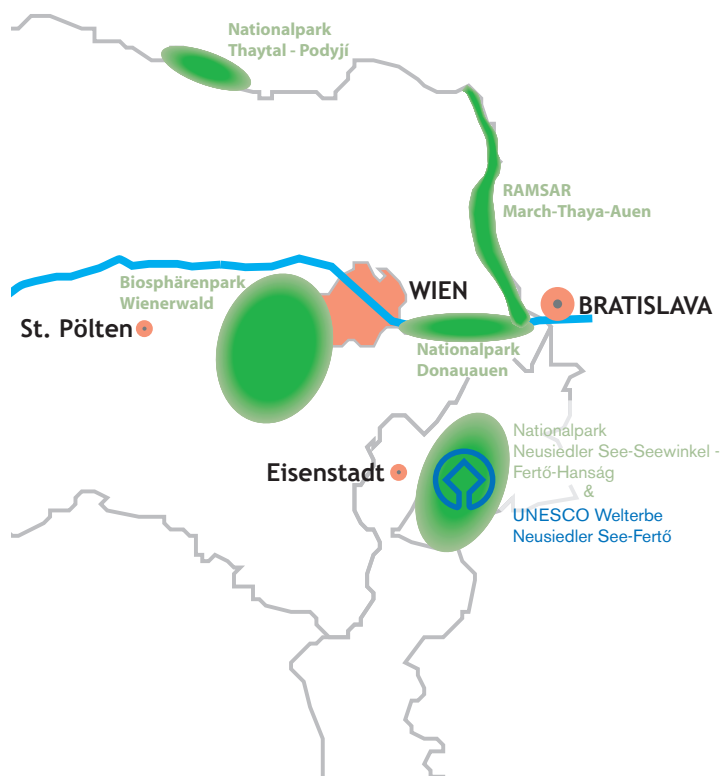 Nationalpark
Thaytal - Podyjí
RAMSAR
March-Thaya-Auen
Biosphärenpark
Wienerwald
WIEN
BRATISLAVA
St. Pölten
Nationalpark
Donauauen
Nationalpark
Neusiedler See-Seewinkel -
Fertő-Hanság
&
Eisenstadt
UNESCO Welterbe
Neusiedler See-Fertő